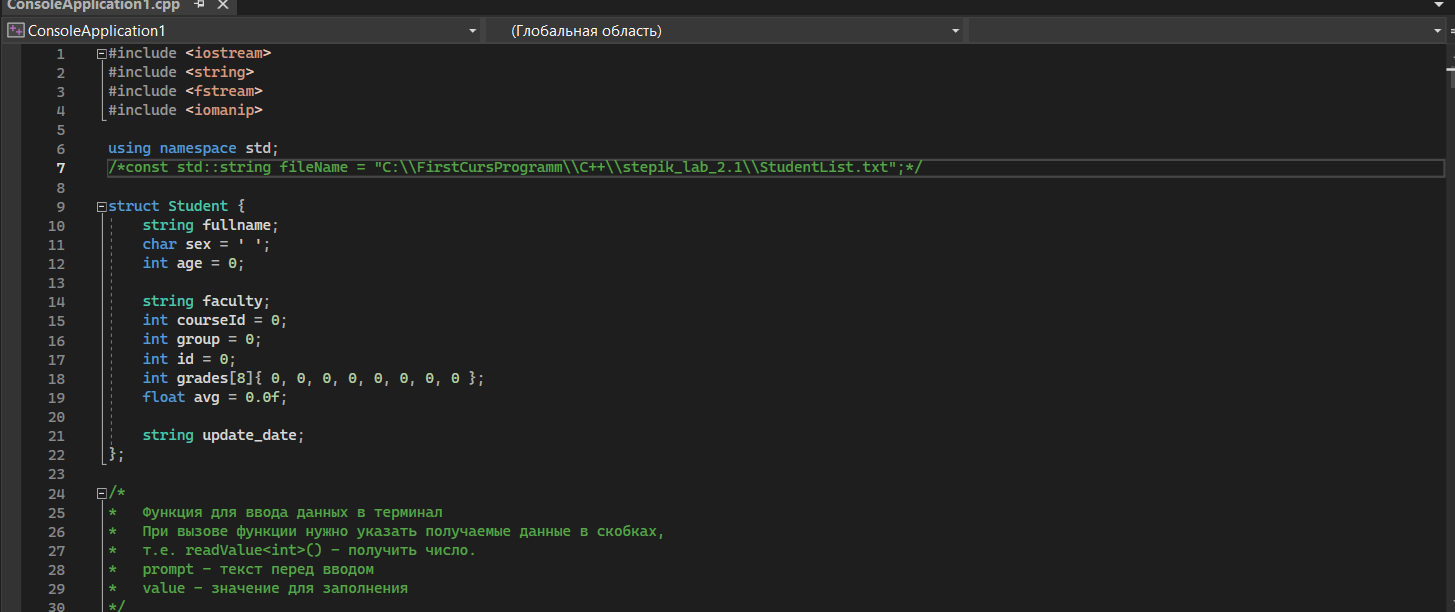 ConsoleApplication1.cpp
ConsoleApplication1 (Глобальная область)
1 #include <iostream>
2 #include <string>
3 #include <fstream>
4 #include <iomanip>
5
6 using namespace std;
7 /*const std::string fileName = "C:\\FirstCursProgramm\\C++\\stepik_lab_2.1\\StudentList.txt";*/
8
9 struct Student {
10 string fullname;
11 char sex = ' ';
12 int age = 0;
13
14 string faculty;
15 int courseId = 0;
16 int group = 0;
17 int id = 0;
18 int grades[8]{ 0, 0, 0, 0, 0, 0, 0, 0 };
19 float avg = 0.0f;
20
21 string update_date;
22 };
23
24 /*
25 * Функция для ввода данных в терминал
26 * При вызове функции нужно указать получаемые данные в скобках,
27 * т.е. readValue<int>() – получить число.
28 * prompt – текст перед вводом
29 * value – значение для заполнения
30 */